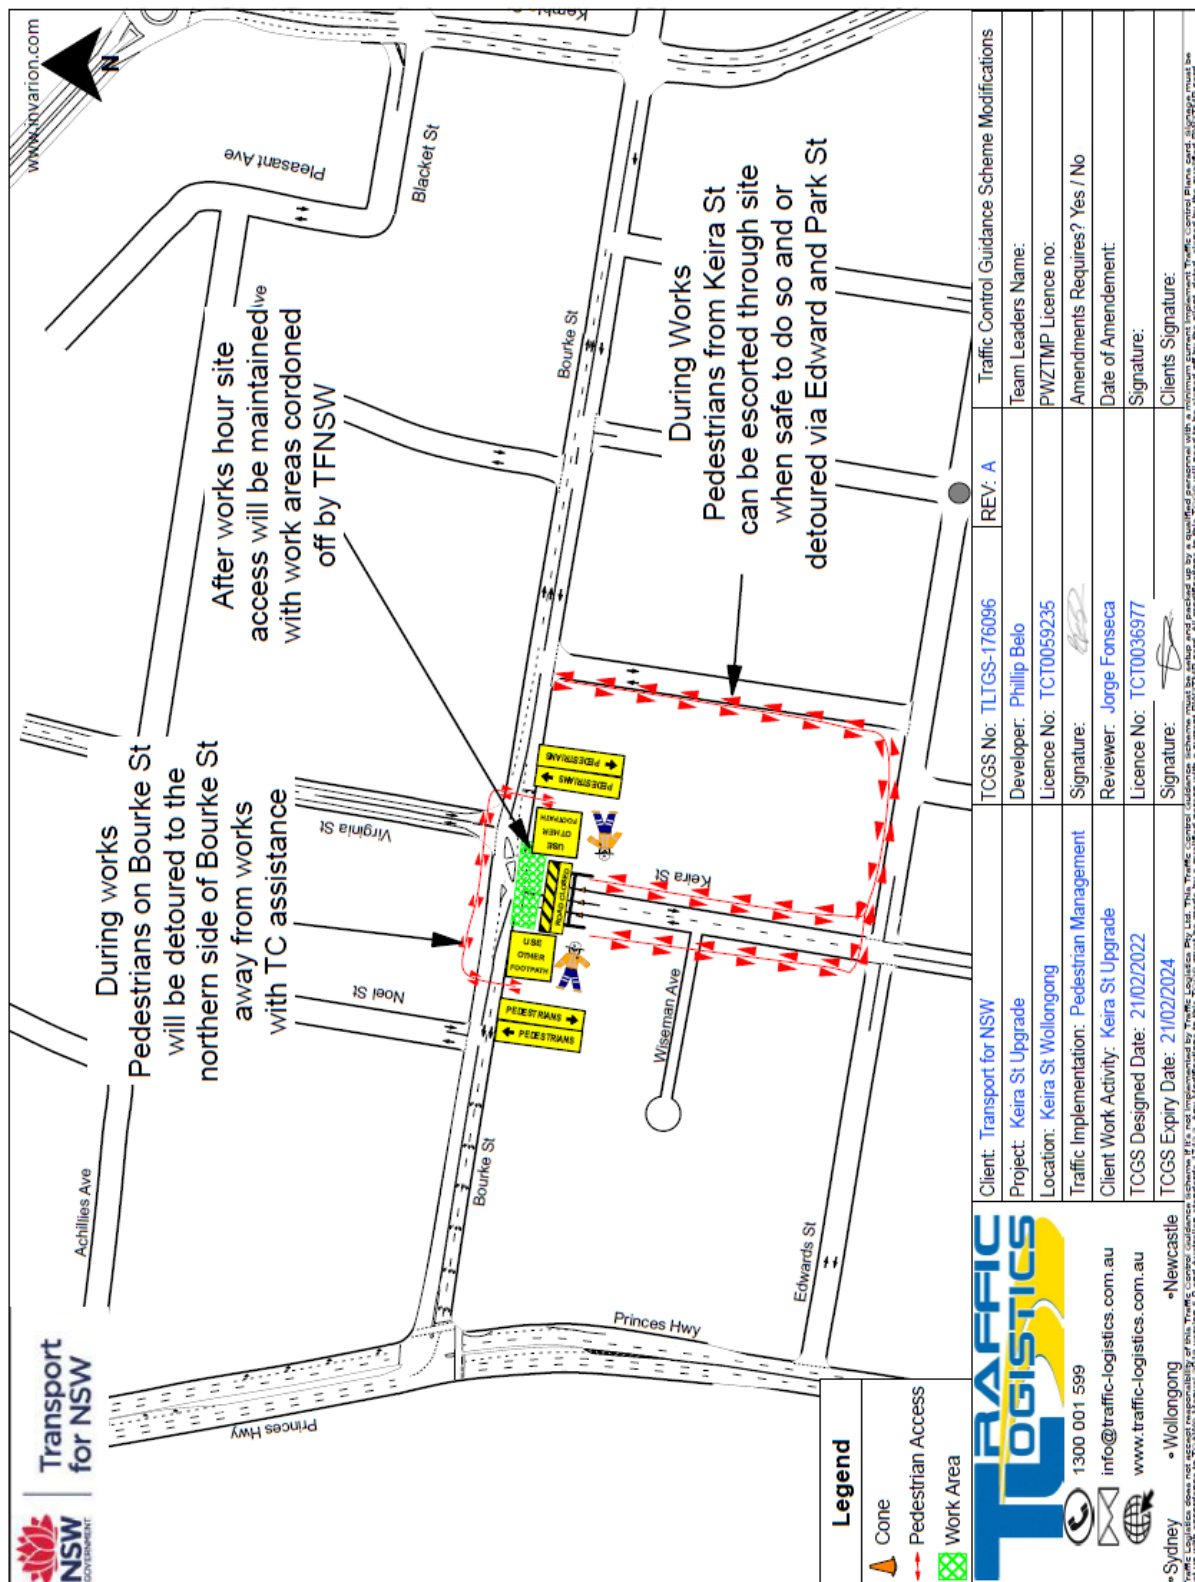 NSW
GOVERNMENT
Transport
for NSW
www.invarion.com
N
During works
Pedestrians on Bourke St
will be detoured to the
northern side of Bourke St
away from works
with TC assistance
After works hour site
access will be maintained
with work areas cordoned
off by TFNSW
During Works
Pedestrians from Keira St
can be escorted through site
when safe to do so and or
detoured via Edward and Park St
Achillies Ave
Princes Hwy
Princes Hwy
Bourke St
Noel St
Virginia St
Bourke St
Pleasant Ave
Blacket St
Keira St
Wiseman Ave
Edwards St
PEDESTRIANS
PEDESTRIANS
USE
OTHER
FOOTPATH
ROAD CLOSED
USE
OTHER
FOOTPATH
PEDESTRIANS
PEDESTRIANS
Legend
Cone
Pedestrian Access
Work Area
TRAFFIC
LOGISTICS
1300 001 599
info@traffic-logistics.com.au
www.traffic-logistics.com.au
•Sydney •Wollongong •Newcastle
Client: Transport for NSW
Project: Keira St Upgrade
Location: Keira St Wollongong
Traffic Implementation: Pedestrian Management
Client Work Activity: Keira St Upgrade
TCGS Designed Date: 21/02/2022
TCGS Expiry Date: 21/02/2024
TCGS No: TLTGS-176096
REV: A
Developer: Phillip Belo
Licence No: TCT0059235
Signature:
Reviewer: Jorge Fonseca
Licence No: TCT0036977
Signature:
Traffic Control Guidance Scheme Modifications
Team Leaders Name:
PWZTMP Licence no:
Amendments Requires? Yes / No
Date of Amendement:
Signature:
Clients Signature: